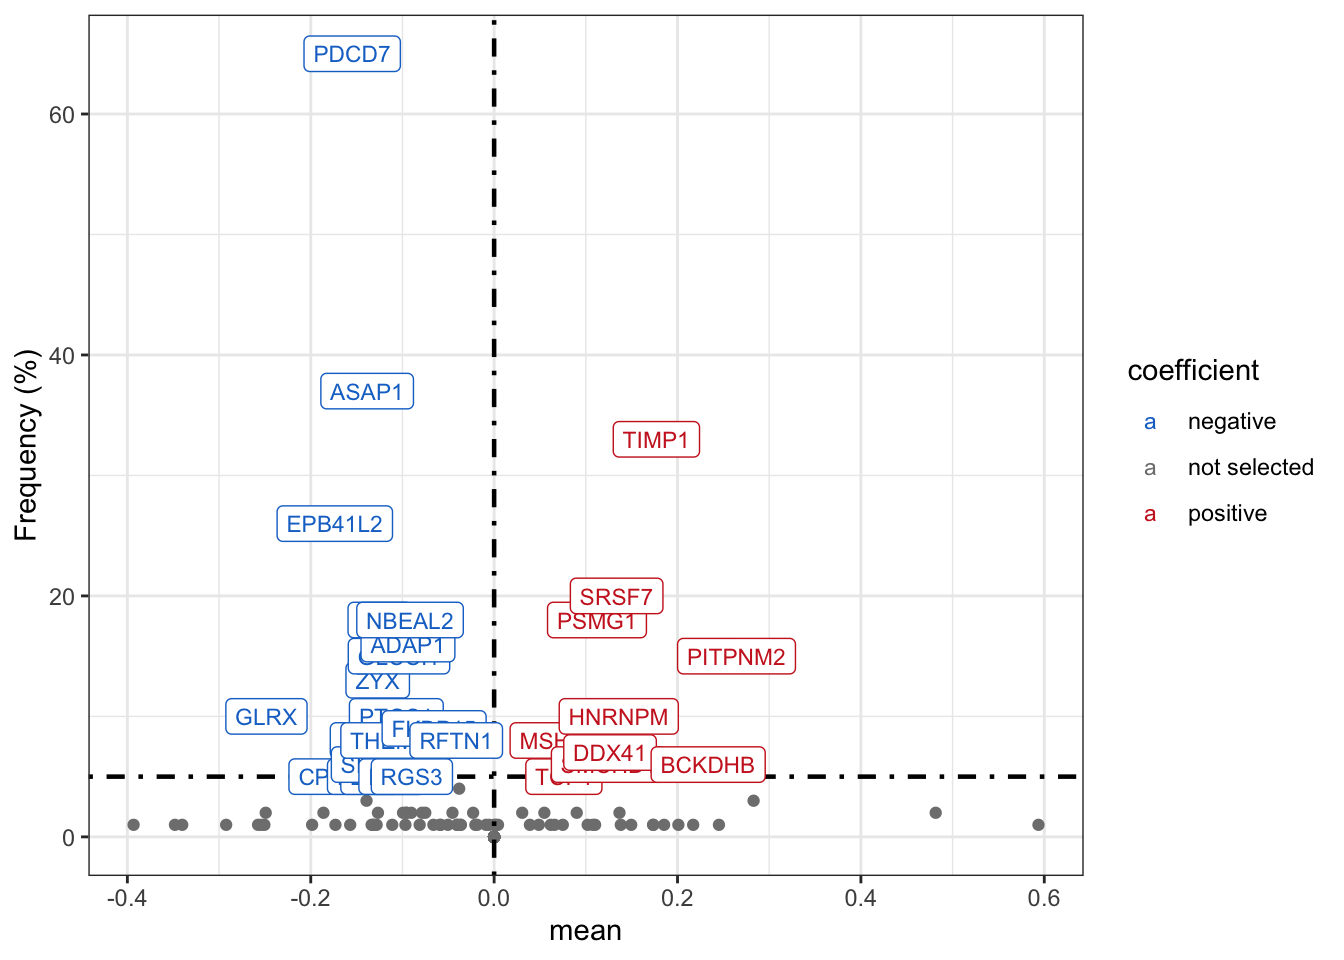 PDCD7
60
ASAP1
40
TIMP1
EPB41L2
SRSF7
20
NBEAL2
PSMG1
ADAP1
PITPNM2
ZYX
GLRX
HNRNPM
RFTN1
DDX41
BCKDHB
RGS3
0
-0.4 -0.2 0.0 0.2 0.4 0.6
mean
Frequency (%)
coefficient
a negative
a not selected
a positive